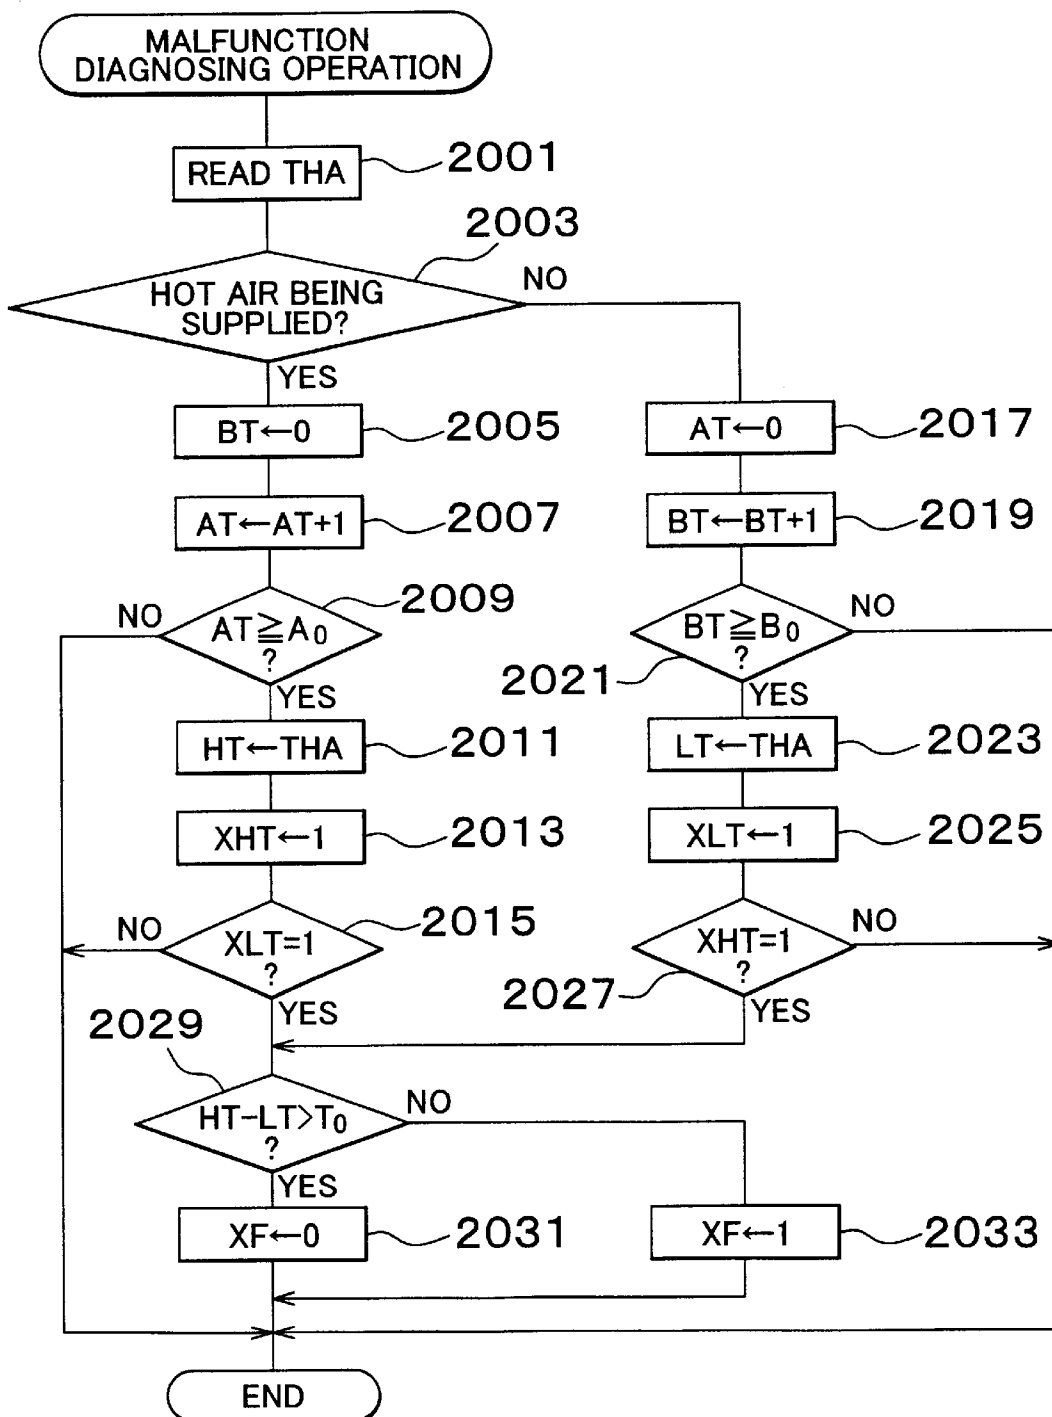 MALFUNCTION
DIAGNOSING OPERATION
READ THA
2001
2003
HOT AIR BEING
SUPPLIED?
NO
YES
BT←0
2005
AT←0
2017
AT←AT+1
2007
BT←BT+1
2019
NO
AT≧A0
?
2009
YES
BT≧B0
?
NO
2021
YES
HT←THA
2011
LT←THA
2023
XHT←1
2013
XLT←1
2025
NO
XLT=1
?
2015
YES
XHT=1
?
NO
2027
YES
2029
HT-LT>T0
?
NO
YES
XF←0
2031
XF←1
2033
END